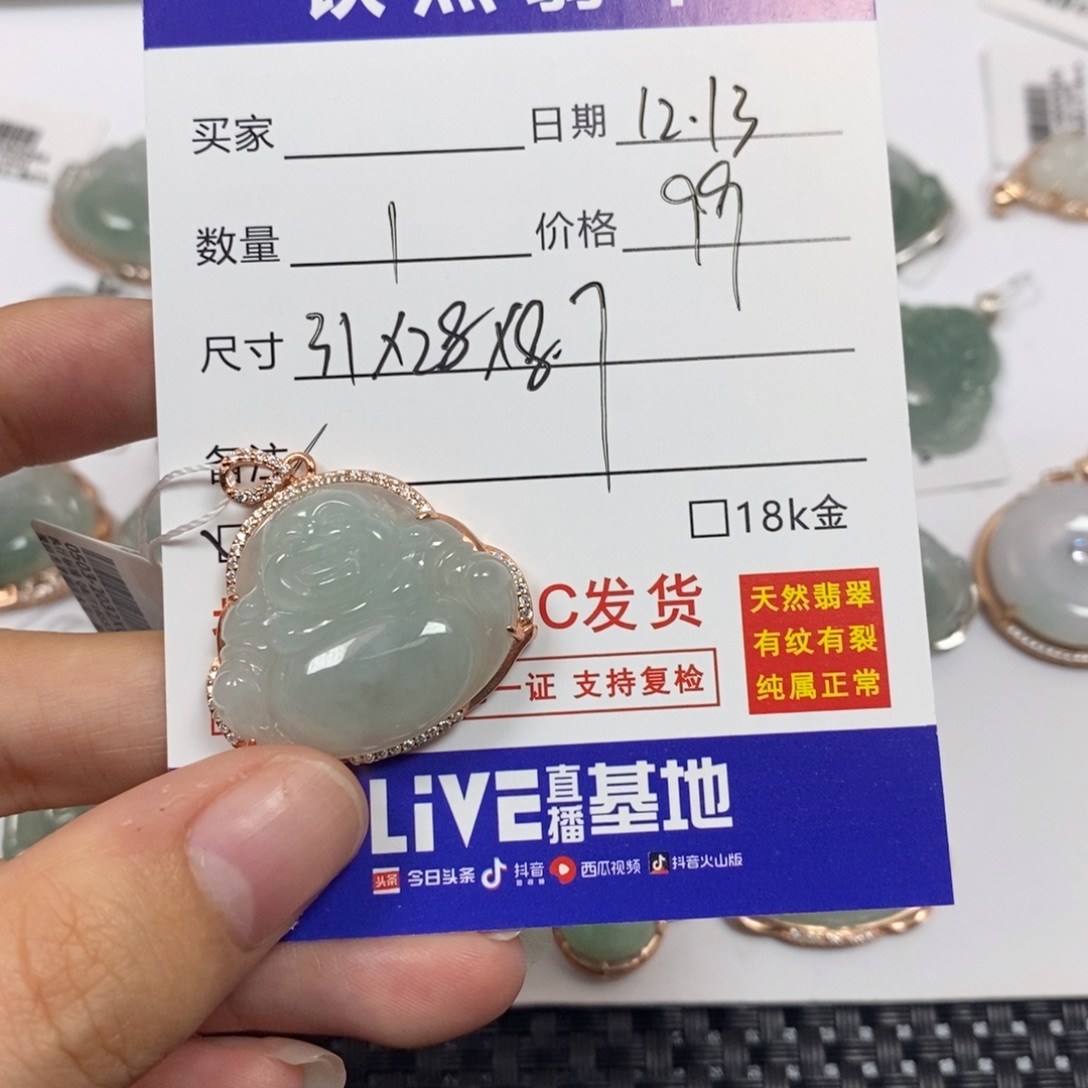 买家 日期 12.13
数量 1 价格 99
尺寸 31×28×8.7
备注
□18k金
C发货
一证 支持复检
天然翡翠
有纹有裂
纯属正常
LiVE直播基地
头条 今日头条 抖音 西瓜视频 抖音火山版